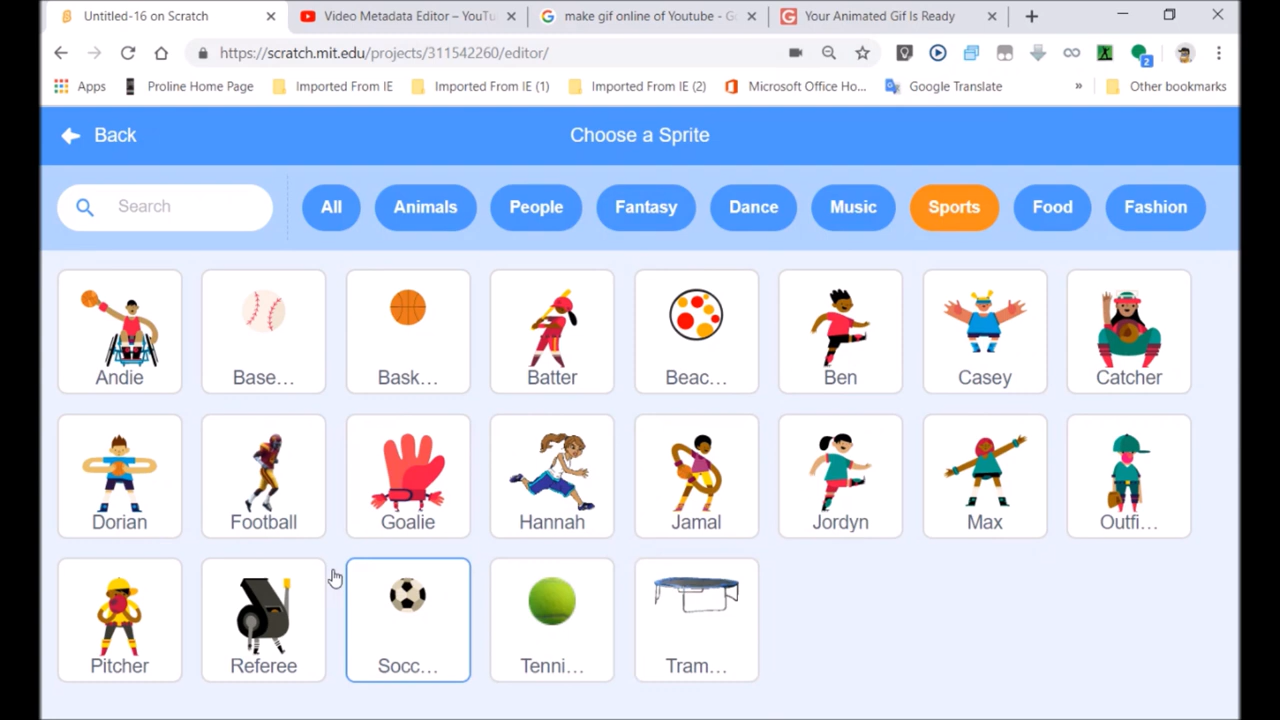 Untitled-16 on Scratch
Video Metadata Editor – YouTu
make gif online of Youtube - Go
Your Animated Gif Is Ready
https://scratch.mit.edu/projects/311542260/editor/
2
Apps
Proline Home Page
Imported From IE
Imported From IE (1)
Imported From IE (2)
Microsoft Office Ho...
Google Translate
»
Other bookmarks
Back
Choose a Sprite
Search
All
Animals
People
Fantasy
Dance
Music
Sports
Food
Fashion
Andie
Base...
Bask...
Batter
Beac...
Ben
Casey
Catcher
Dorian
Football
Goalie
Hannah
Jamal
Jordyn
Max
Outfi...
Pitcher
Referee
Socc...
Tenni...
Tram...